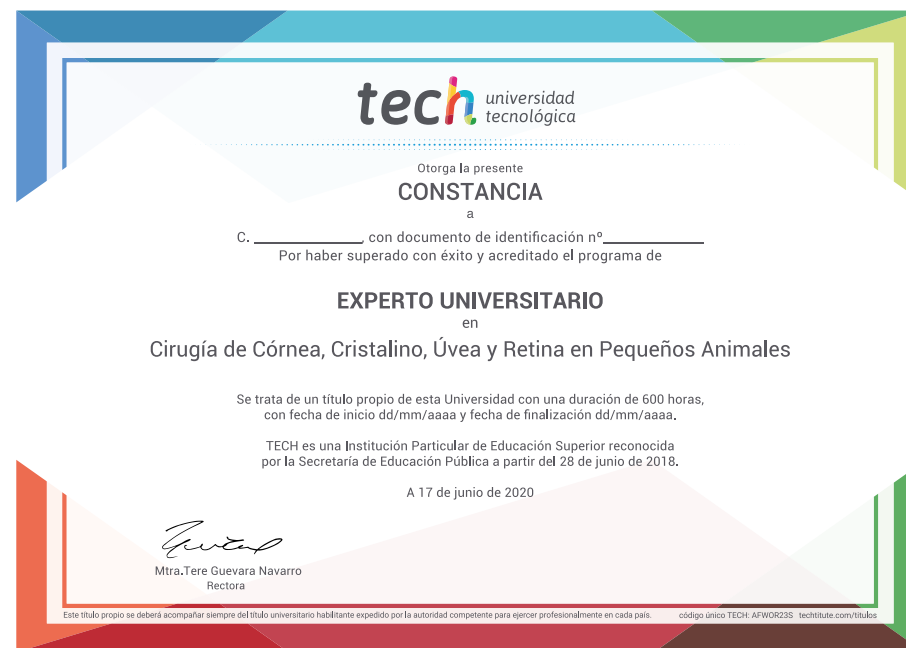 tech universidad
tecnológica
Otorga la presente
CONSTANCIA
a
C. ____________, con documento de identificación nº____________
Por haber superado con éxito y acreditado el programa de
EXPERTO UNIVERSITARIO
en
Cirugía de Córnea, Cristalino, Úvea y Retina en Pequeños Animales
Se trata de un título propio de esta Universidad con una duración de 600 horas,
con fecha de inicio dd/mm/aaaa y fecha de finalización dd/mm/aaaa.
TECH es una Institución Particular de Educación Superior reconocida
por la Secretaría de Educación Pública a partir del 28 de junio de 2018.
A 17 de junio de 2020
Mtra.Tere Guevara Navarro
Rectora
Este título propio se deberá acompañar siempre del título universitario habilitante expedido por la autoridad competente para ejercer profesionalmente en cada país. código único TECH: AFWOR23S techtitute.com/titulos